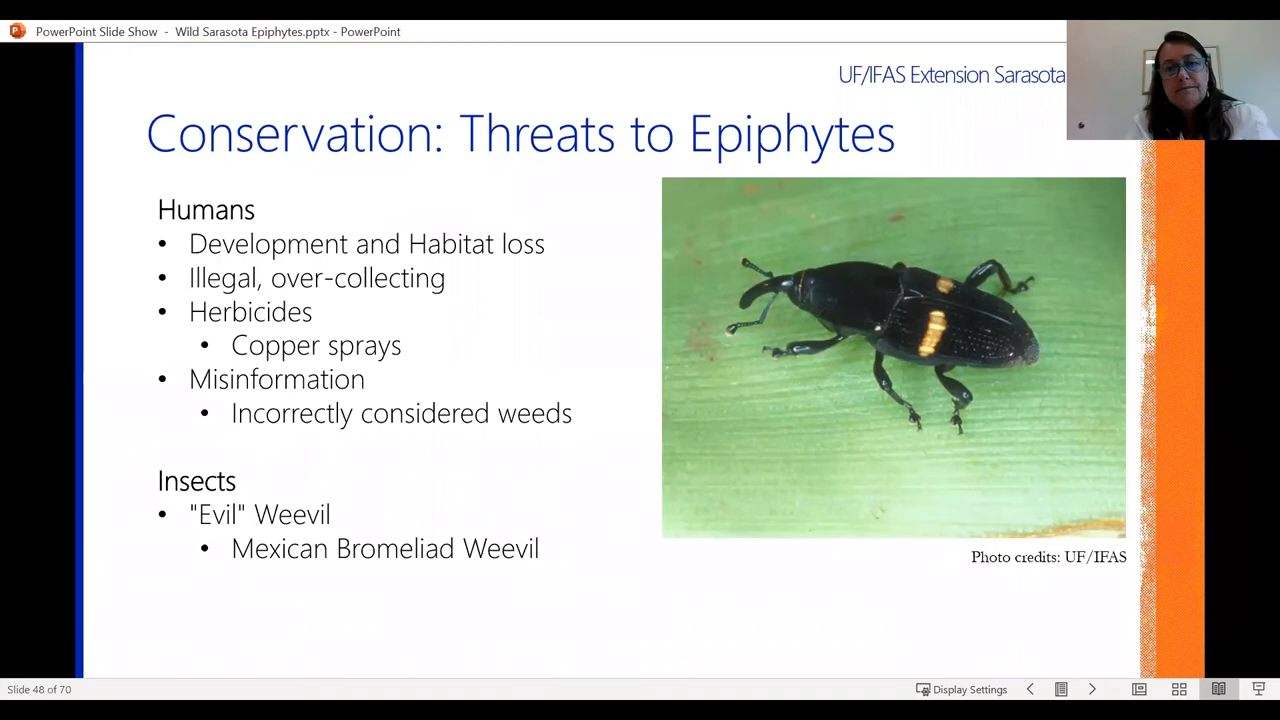 PowerPoint Slide Show - Wild Sarasota Epiphytes.pptx - PowerPoint
UF/IFAS Extension Sarasota
Conservation: Threats to Epiphytes
Humans
• Development and Habitat loss
• Illegal, over-collecting
• Herbicides
• Copper sprays
• Misinformation
• Incorrectly considered weeds
Insects
• "Evil" Weevil
• Mexican Bromeliad Weevil
Photo credits: UF/IFAS
Slide 48 of 70
Display Settings